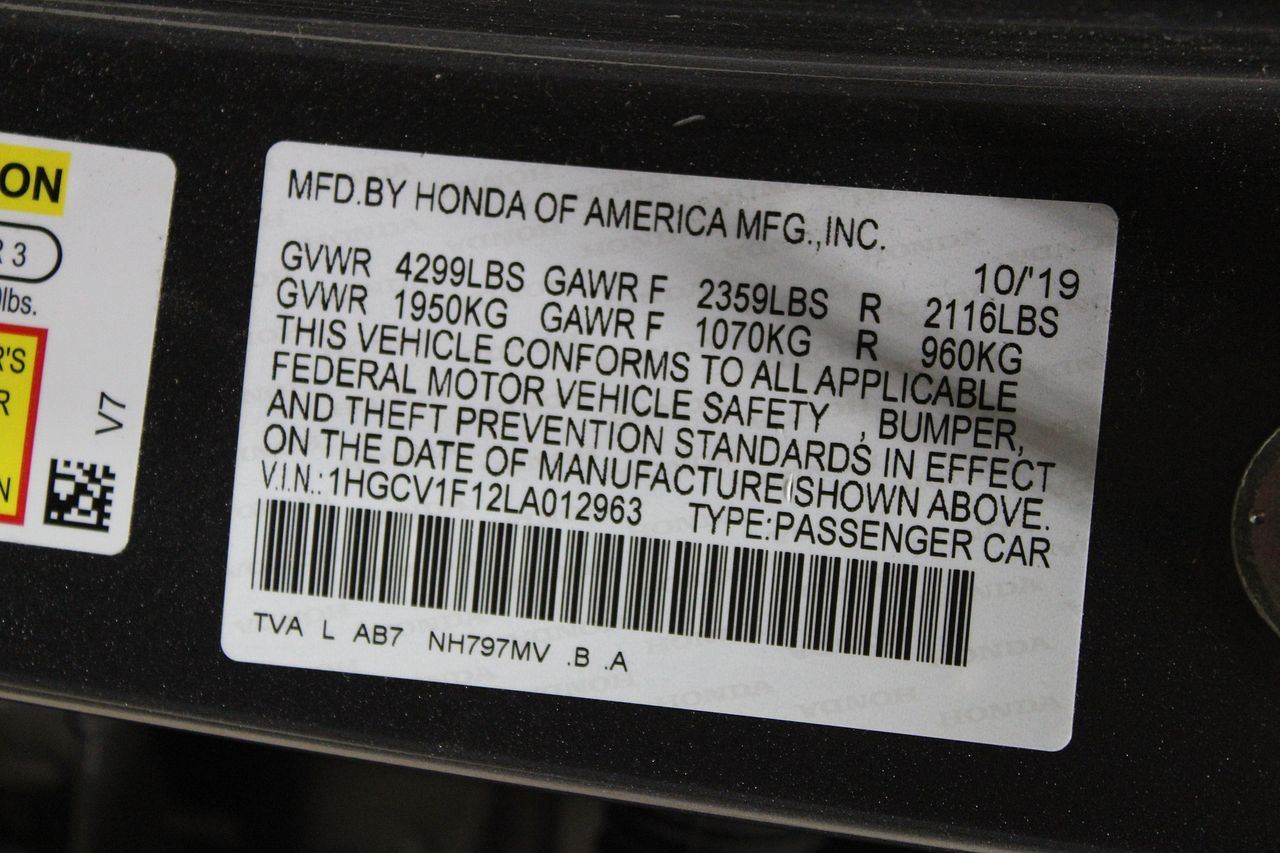 ON
R 3
lbs.
R'S
R
N
V7
MFD.BY HONDA OF AMERICA MFG.,INC.
10/'19
GVWR 4299LBS GAWR F 2359LBS R 2116LBS
GVWR 1950KG GAWR F 1070KG R 960KG
THIS VEHICLE CONFORMS TO ALL APPLICABLE
FEDERAL MOTOR VEHICLE SAFETY , BUMPER,
AND THEFT PREVENTION STANDARDS IN EFFECT
ON THE DATE OF MANUFACTURE SHOWN ABOVE.
V.I.N.: 1HGCV1F12LA012963 TYPE:PASSENGER CAR
TVA L AB7 NH797MV .B .A